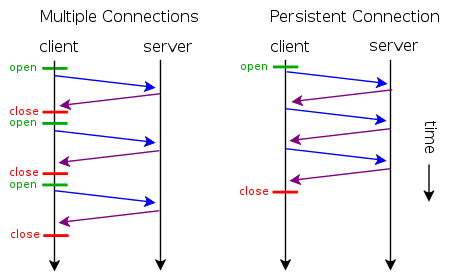 Multiple Connections
client
server
open
close
open
close
open
close
Persistent Connection
client
server
open
close
time